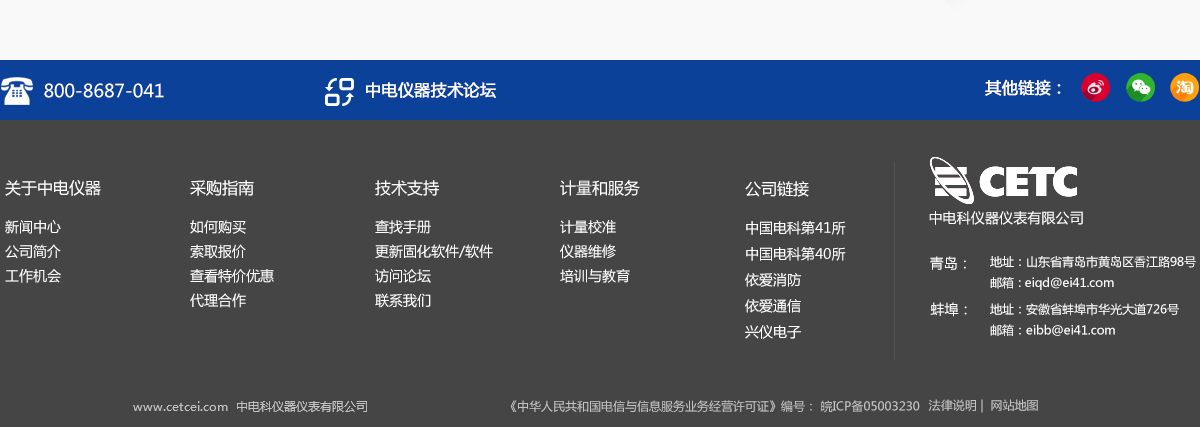 800-8687-041
中电仪器技术论坛
其他链接：
淘
关于中电仪器
新闻中心
公司简介
工作机会
采购指南
如何购买
索取报价
查看特价优惠
代理合作
技术支持
查找手册
更新固化软件/软件
访问论坛
联系我们
计量和服务
计量校准
仪器维修
培训与教育
公司链接
中国电科第41所
中国电科第40所
依爱消防
依爱通信
兴仪电子
CETC
中电科仪器仪表有限公司
青岛： 地址：山东省青岛市黄岛区香江路98号
邮箱：eiqd@ei41.com
蚌埠： 地址：安徽省蚌埠市华光大道726号
邮箱：eibb@ei41.com
www.cetcei.com 中电科仪器仪表有限公司
《中华人民共和国电信与信息服务业务经营许可证》编号： 皖ICP备05003230 法律说明 | 网站地图